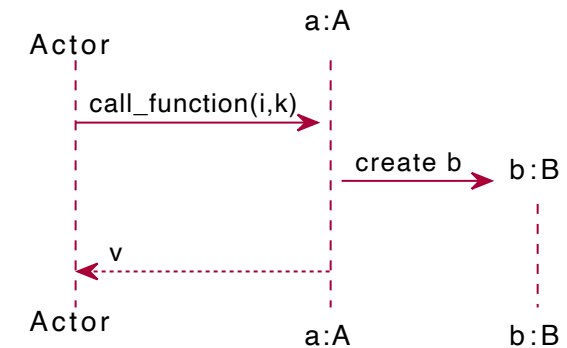 a:A
Actor
call_function(i,k)
create b
b:B
v
Actor
a:A
b:B